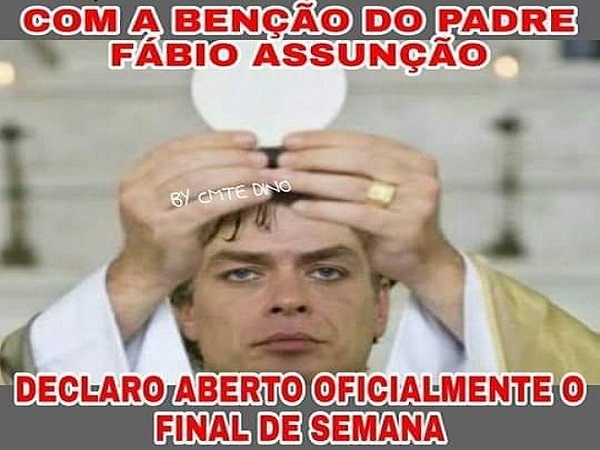 COM A BENÇÃO DO PADRE
FÁBIO ASSUNÇÃO
BY CMTE DINO
DECLARO ABERTO OFICIALMENTE O
FINAL DE SEMANA